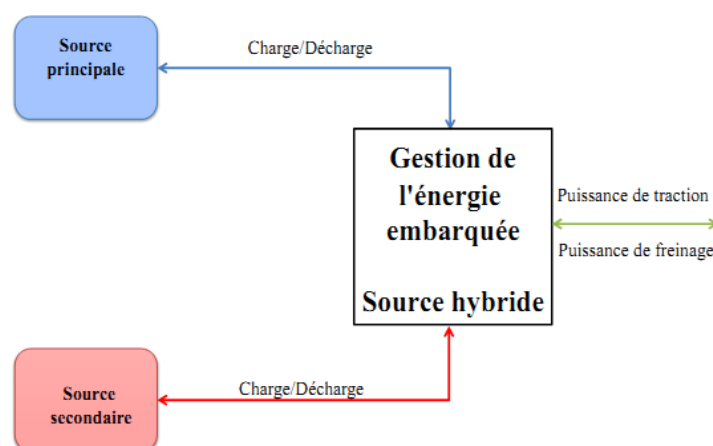 Source
principale
Charge/Décharge
Gestion de
l'énergie
embarquée
Source hybride
Puissance de traction
Puissance de freinage
Source
secondaire
Charge/Décharge